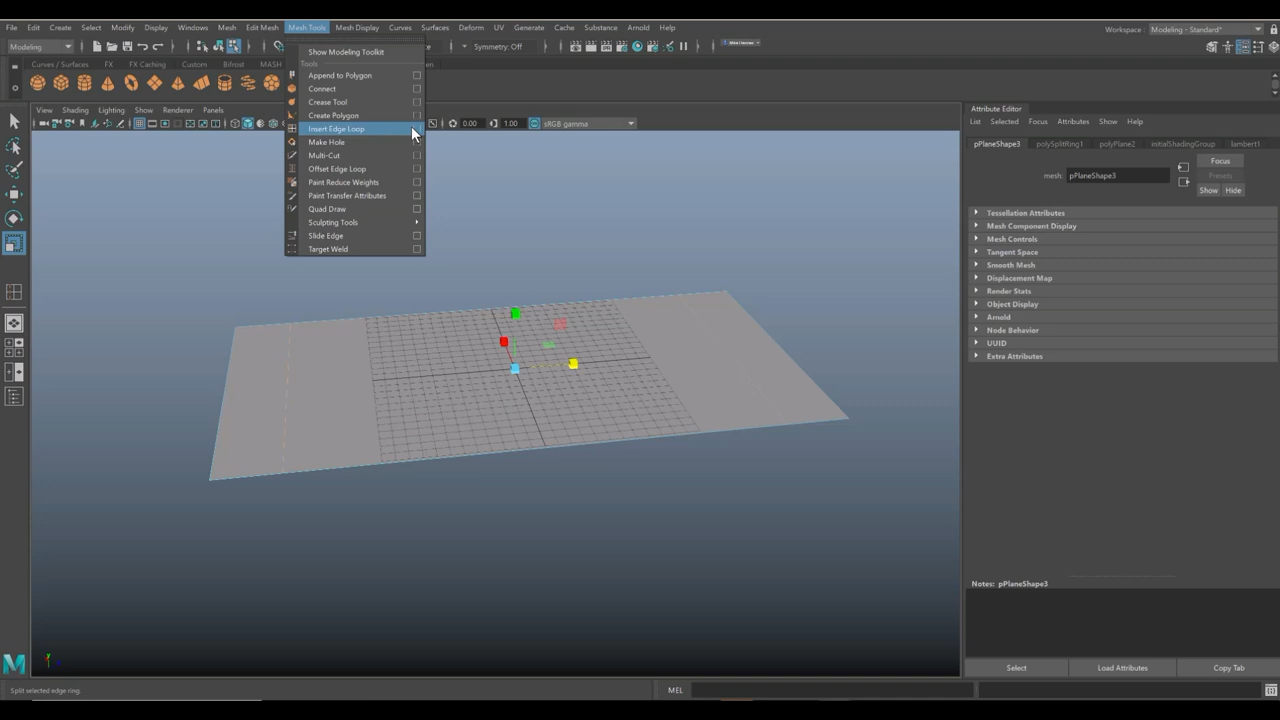 File Edit Create Select Modify Display Windows Mesh Edit Mesh Mesh Tools Mesh Display Curves Surfaces Deform UV Generate Cache Substance Arnold Help
Workspace : Modeling - Standard*
Modeling
Symmetry: Off
Curves / Surfaces FX FX Caching Custom Bifrost MASH
Show Modeling Toolkit
Tools
Append to Polygon
Connect
Crease Tool
Create Polygon
Insert Edge Loop
Make Hole
Multi-Cut
Offset Edge Loop
Paint Reduce Weights
Paint Transfer Attributes
Quad Draw
Sculpting Tools
Slide Edge
Target Weld
View Shading Lighting Show Renderer Panels
0.00 1.00 sRGB gamma
Attribute Editor
List Selected Focus Attributes Show Help
pPlaneShape3 polySplitRing1 polyPlane2 initialShadingGroup lambert1
Focus
mesh: pPlaneShape3
Presets
Show Hide
Tessellation Attributes
Mesh Component Display
Mesh Controls
Tangent Space
Smooth Mesh
Displacement Map
Render Stats
Object Display
Arnold
Node Behavior
UUID
Extra Attributes
Notes: pPlaneShape3
Select Load Attributes Copy Tab
Split selected edge ring.
MEL